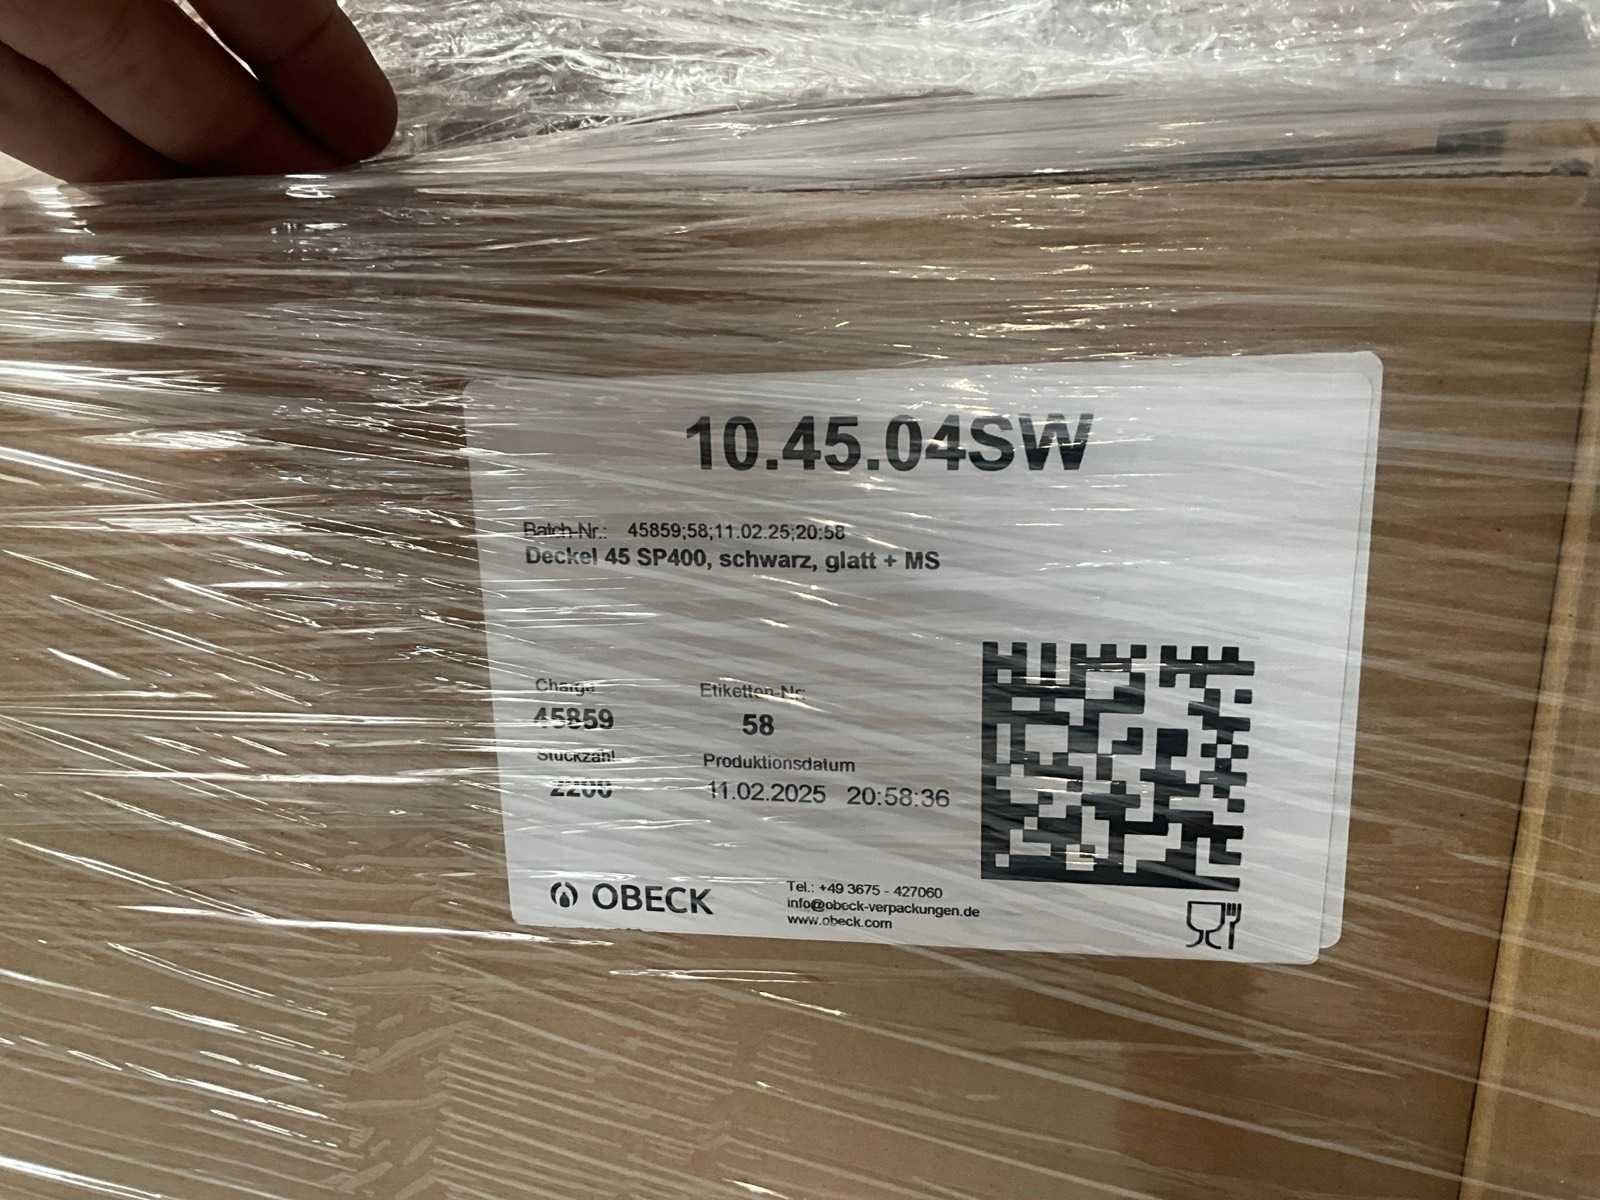 10.45.04SW
Batch-Nr.: 45859;58;11.02.25;20:58
Deckel 45 SP400, schwarz, glatt + MS
Charge Etiketten-Nr:
45859 58
Stückzahl Produktionsdatum
2200 11.02.2025 20:58:36
OBECK
Tel.: +49 3675 - 427060
info@obeck-verpackungen.de
www.obeck.com